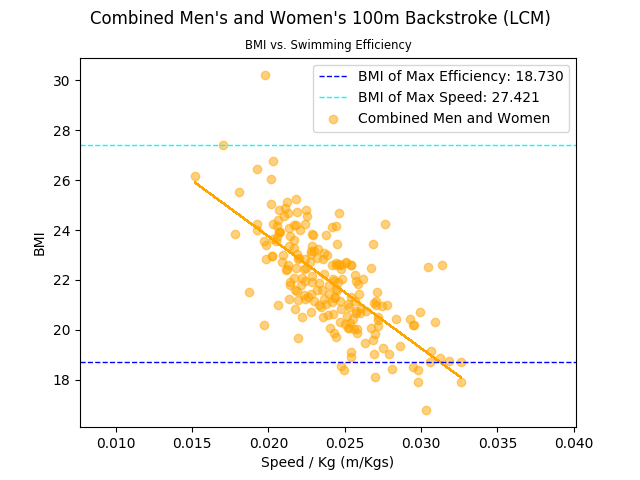 Combined Men's and Women's 100m Backstroke (LCM)
BMI vs. Swimming Efficiency
BMI of Max Efficiency: 18.730
BMI of Max Speed: 27.421
Combined Men and Women
30
28
26
24
22
20
18
BMI
0.010 0.015 0.020 0.025 0.030 0.035 0.040
Speed / Kg (m/Kgs)